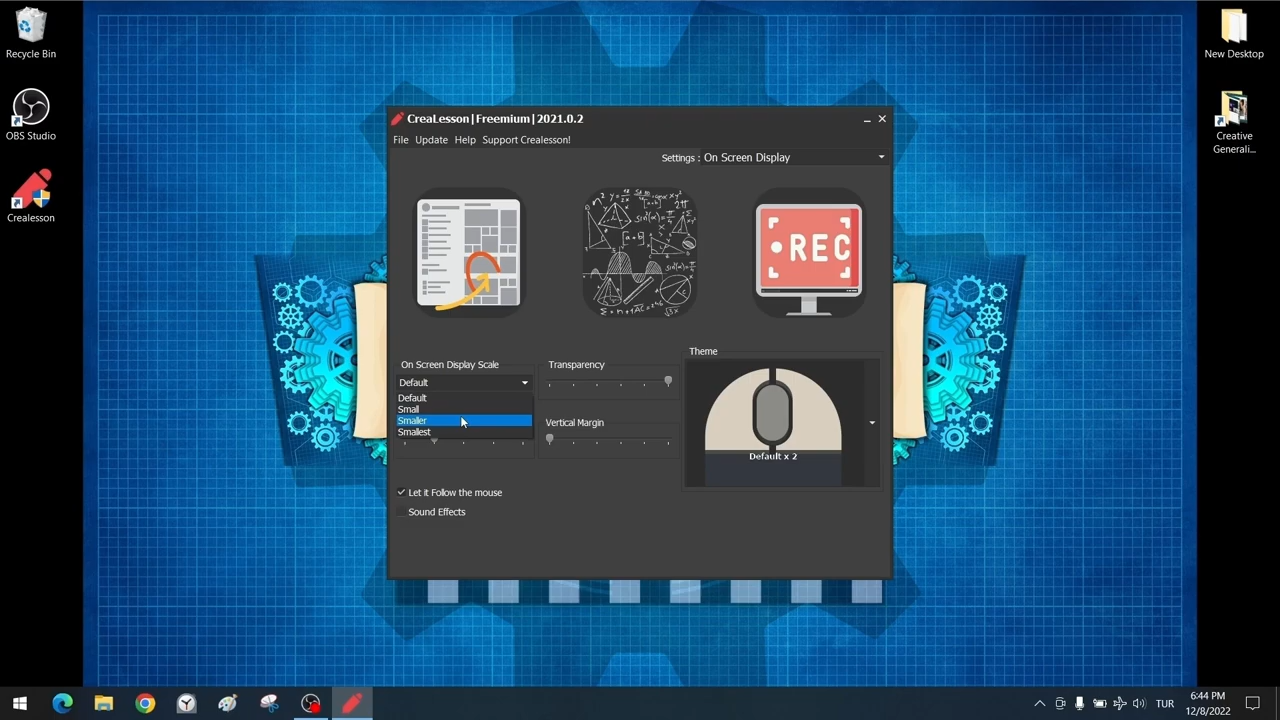 Recycle Bin
OBS Studio
Crealesson
New Desktop
Creative
Generali...
CreaLesson|Freemium|2021.0.2
File Update Help Support Crealesson!
Settings : On Screen Display
REC
On Screen Display Scale
Default
Default
Small
Smaller
Smallest
Transparency
Vertical Margin
Theme
Default x 2
Let it Follow the mouse
Sound Effects
TUR
6:44 PM
12/8/2022